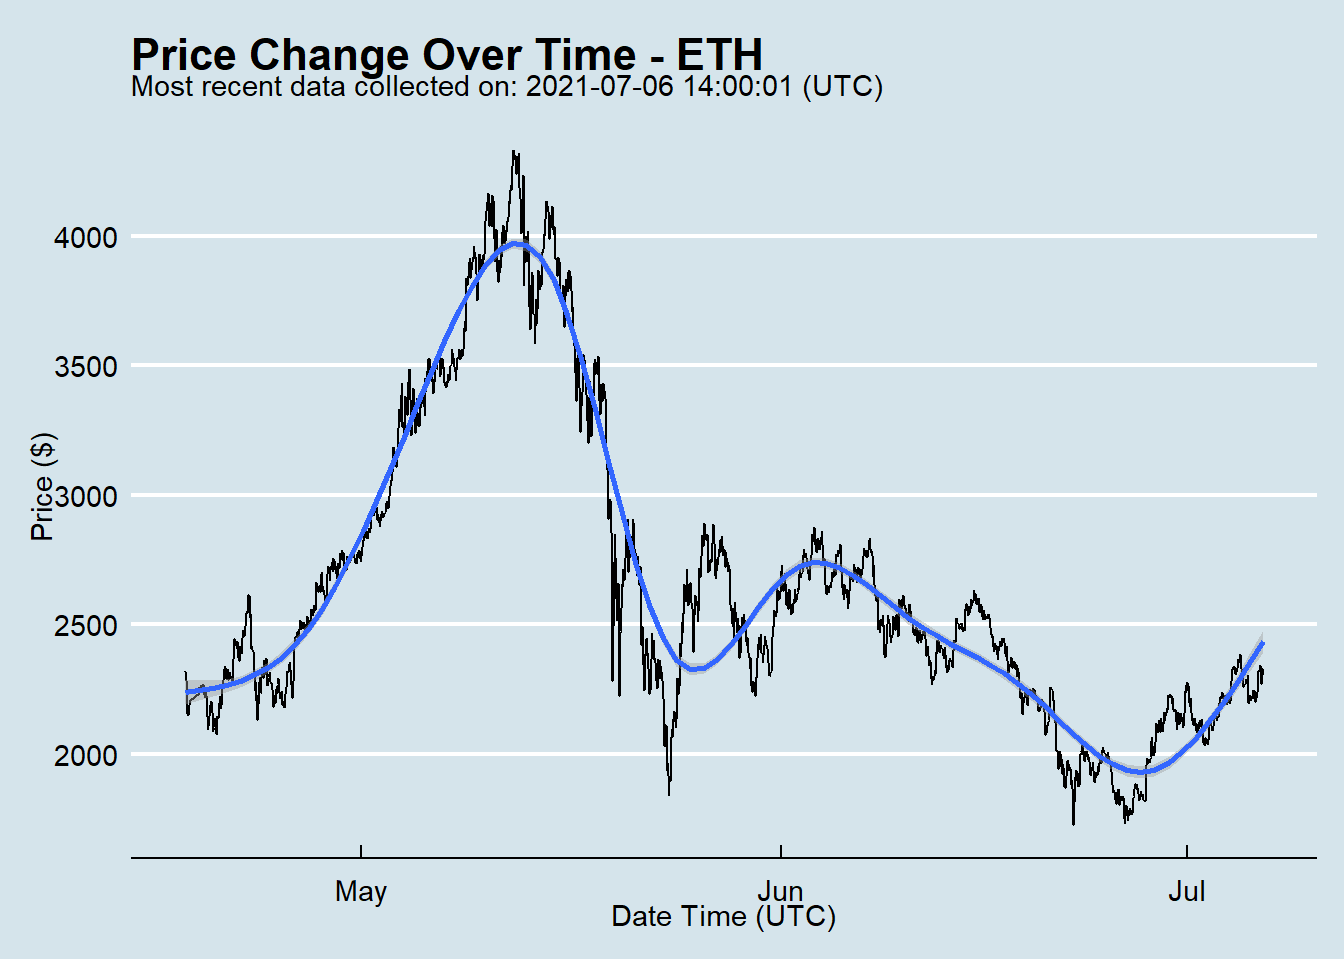 Price Change Over Time - ETH
Most recent data collected on: 2021-07-06 14:00:01 (UTC)
Price ($)
4000
3500
3000
2500
2000
May
Jun
Jul
Date Time (UTC)